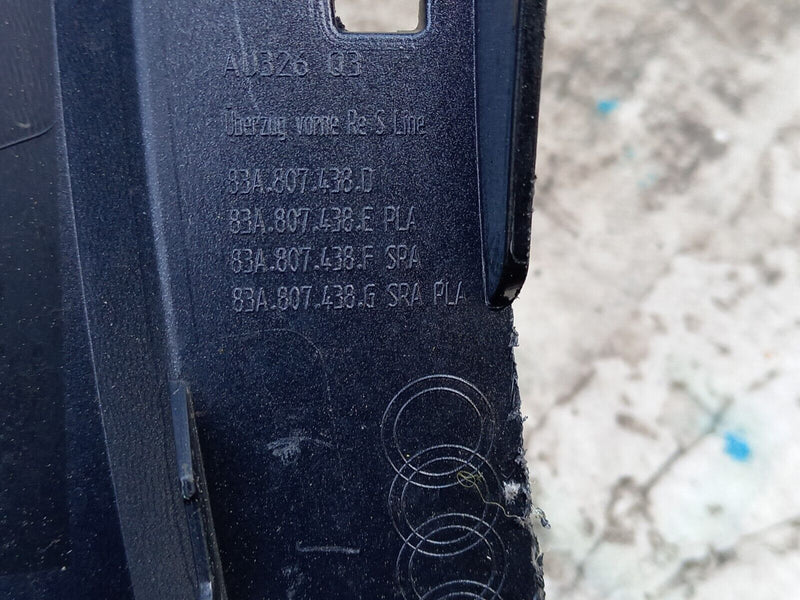 AU326 Q3
Überzug vorne Re S Line
83A.807.438.D
83A.807.438.E PLA
83A.807.438.F SRA
83A.807.438.G SRA PLA